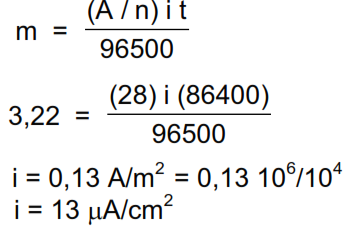 m = (A / n) i t / 96500
3,22 = (28) i (86400) / 96500
i = 0,13 A/m² = 0,13 10⁶/10⁴
i = 13 μA/cm²